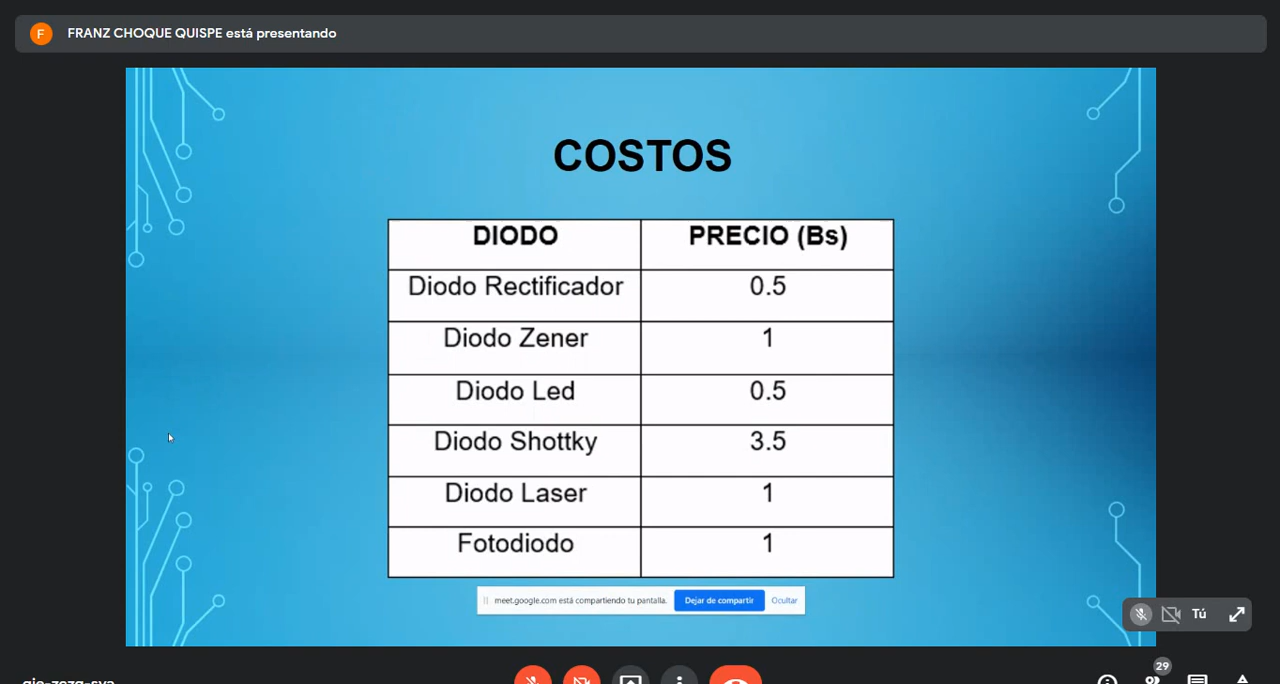 F FRANZ CHOQUE QUISPE está presentando
COSTOS
DIODO PRECIO (Bs)
Diodo Rectificador 0.5
Diodo Zener 1
Diodo Led 0.5
Diodo Shottky 3.5
Diodo Laser 1
Fotodiodo 1
meet.google.com está compartiendo tu pantalla. Dejar de compartir Ocultar
Tú
29